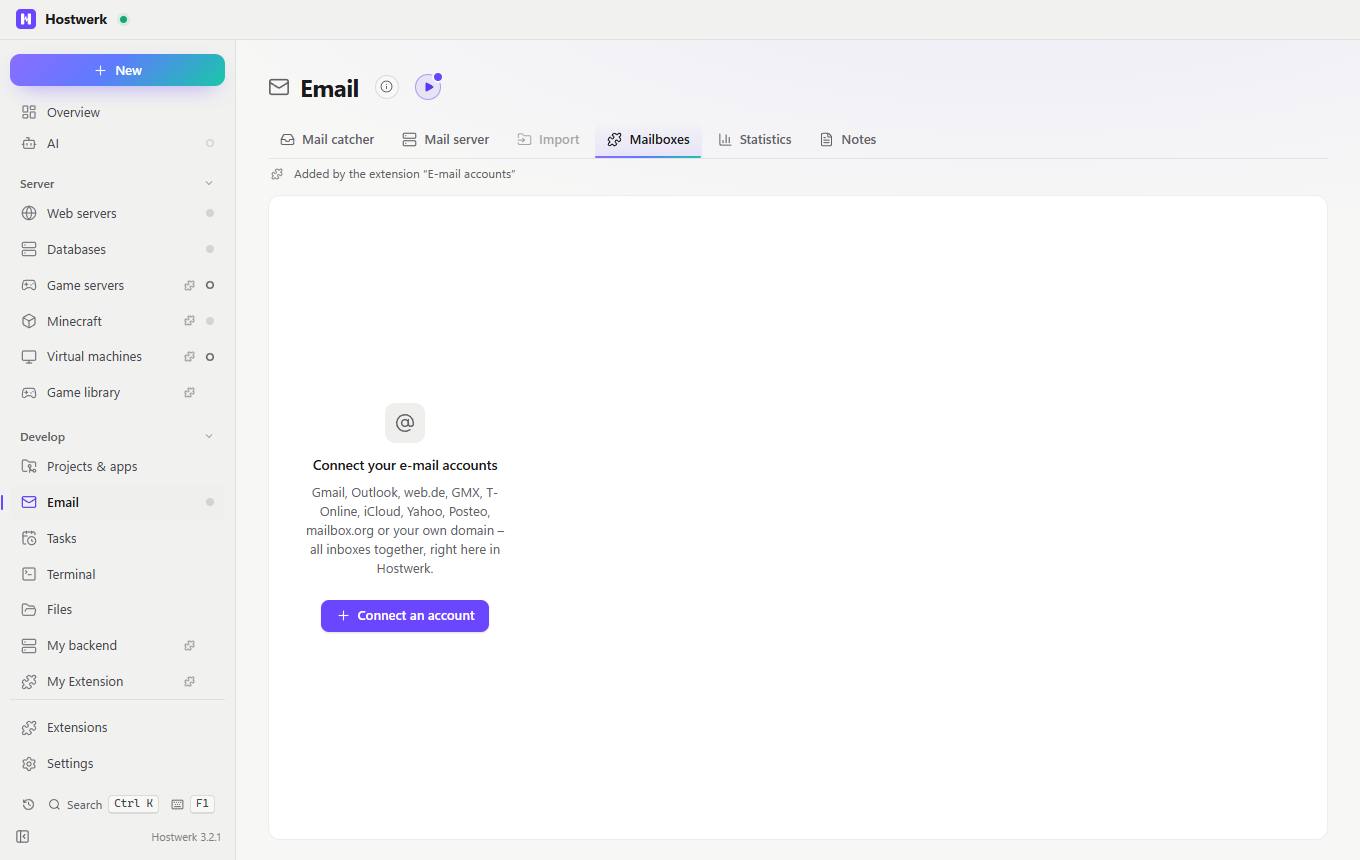 Hostwerk
New
Overview
AI
Server
Web servers
Databases
Game servers
Minecraft
Virtual machines
Game library
Develop
Projects & apps
Email
Tasks
Terminal
Files
My backend
My Extension
Extensions
Settings
Search Ctrl K F1
Hostwerk 3.2.1
Email
Mail catcher Mail server Import Mailboxes Statistics Notes
Added by the extension “E-mail accounts”
Connect your e-mail accounts
Gmail, Outlook, web.de, GMX, T-
Online, iCloud, Yahoo, Posteo,
mailbox.org or your own domain –
all inboxes together, right here in
Hostwerk.
Connect an account